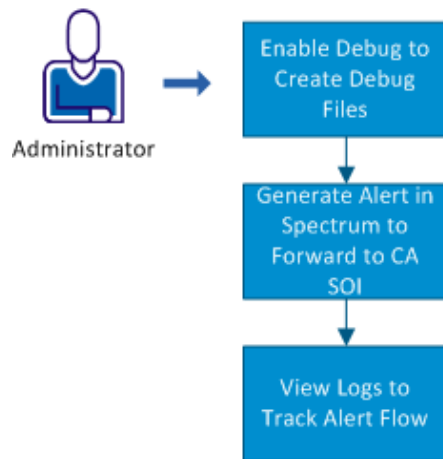 Administrator
Enable Debug to
Create Debug
Files
Generate Alert in
Spectrum to
Forward to CA
SOI
View Logs to
Track Alert Flow